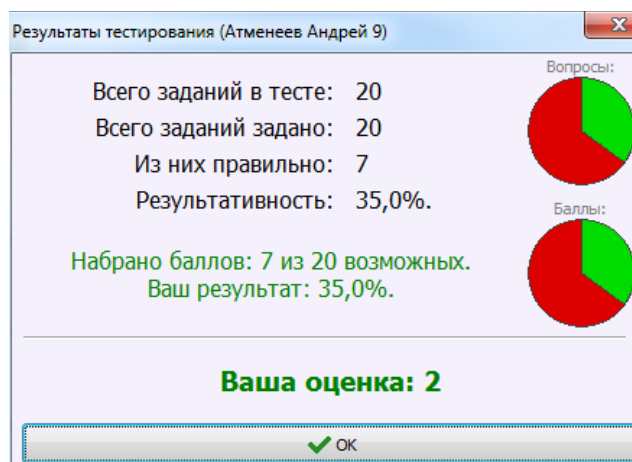 Результаты тестирования (Атменеев Андрей 9)
Вопросы:
Всего заданий в тесте: 20
Всего заданий задано: 20
Из них правильно: 7
Результативность: 35,0%.
Баллы:
Набрано баллов: 7 из 20 возможных.
Ваш результат: 35,0%.
Ваша оценка: 2
OK